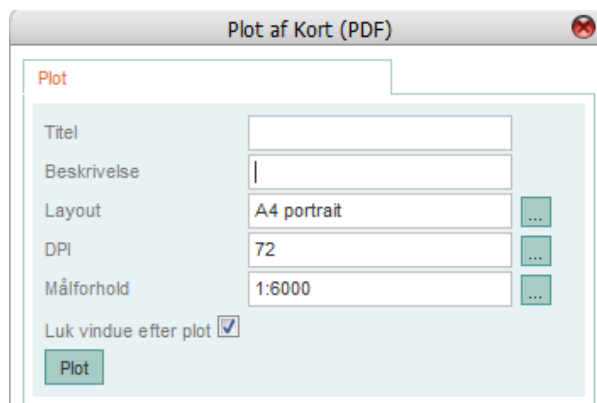 Plot af Kort (PDF)
Plot
Titel
Beskrivelse
Layout A4 portrait ...
DPI 72 ...
Målforhold 1:6000 ...
Luk vindue efter plot
Plot